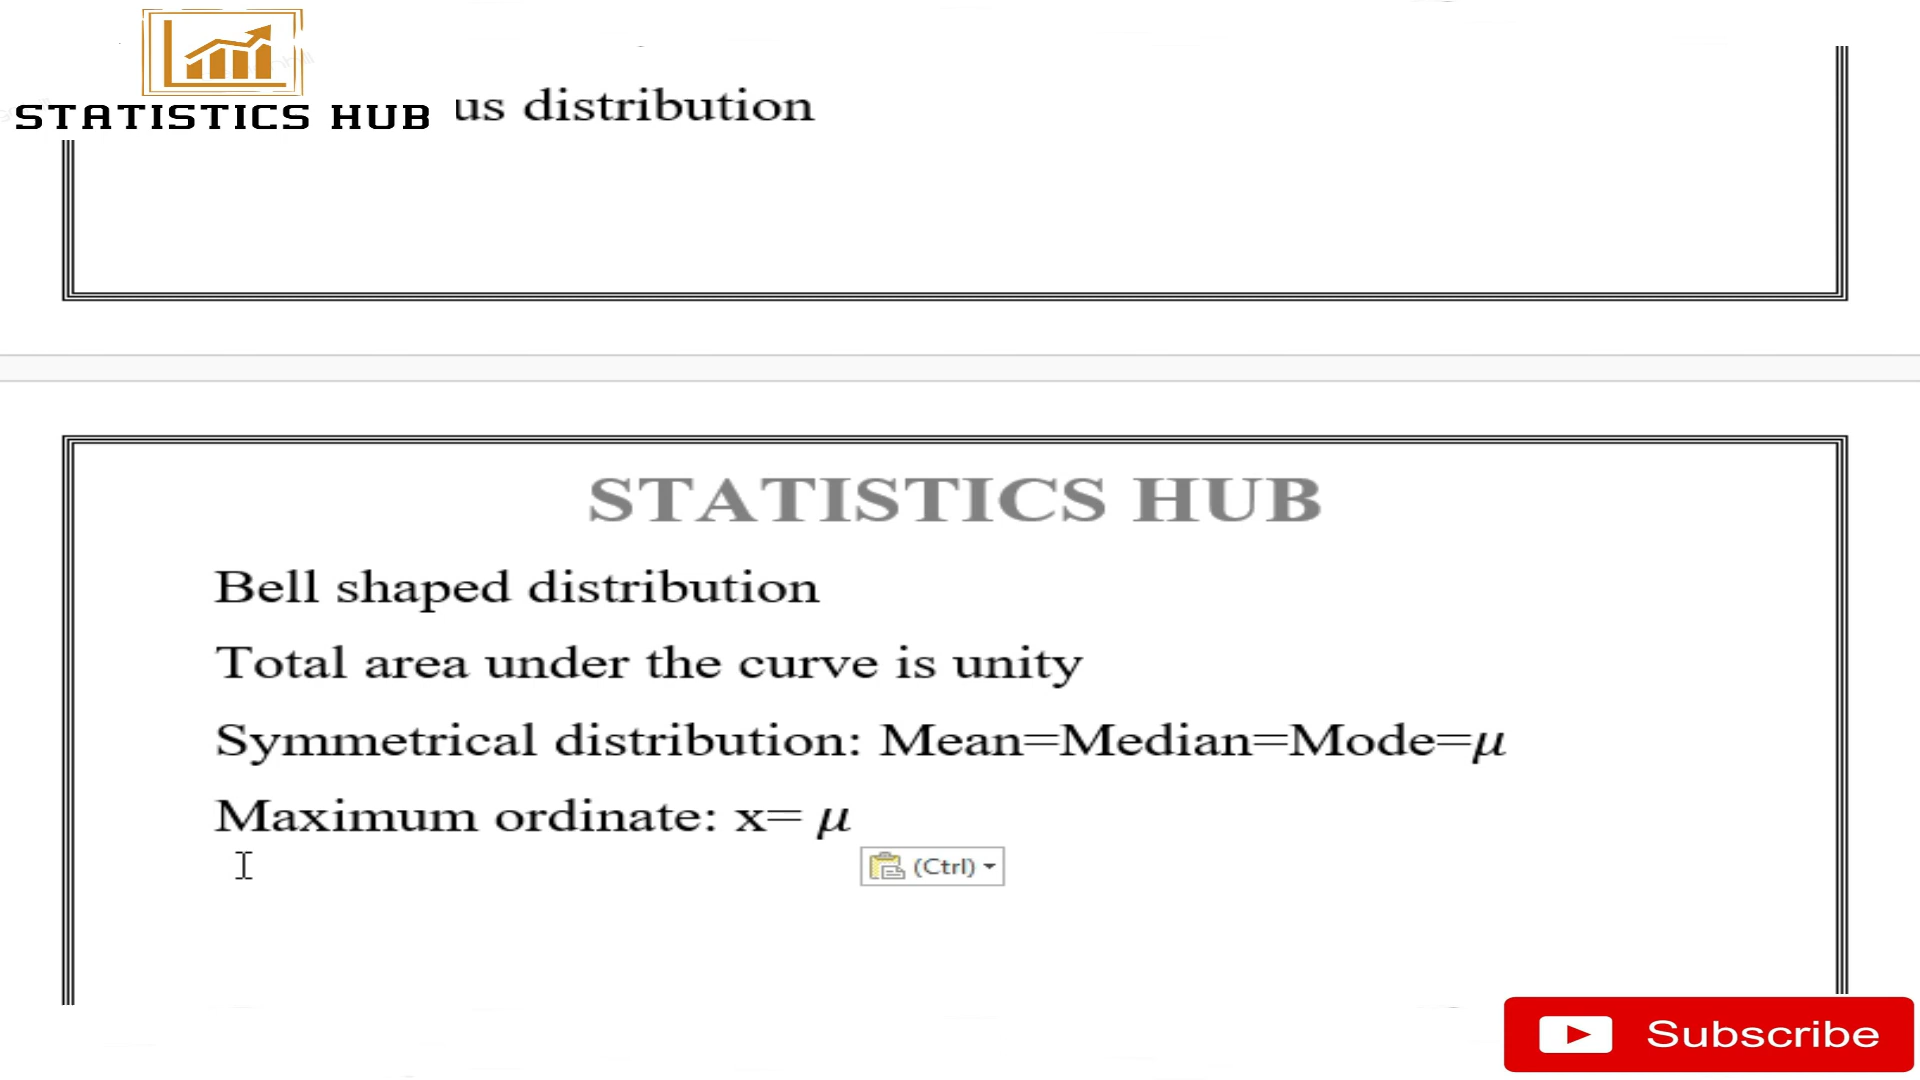 STATISTICS HUB
us distribution
STATISTICS HUB
Bell shaped distribution
Total area under the curve is unity
Symmetrical distribution: Mean=Median=Mode=μ
Maximum ordinate: x= μ
(Ctrl)
Subscribe